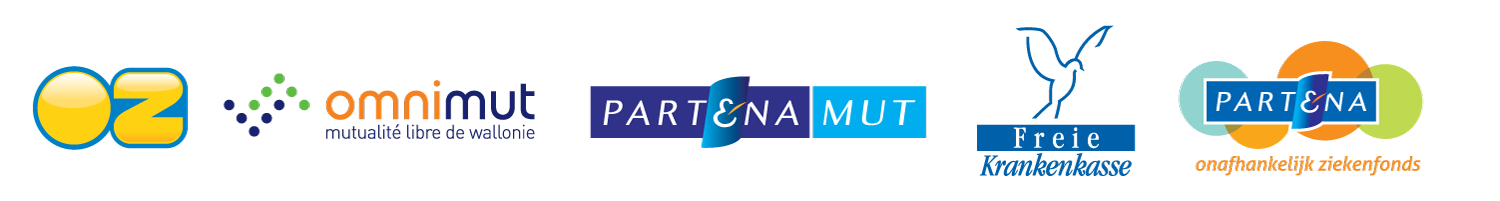 OZ
omnimut
mutualité libre de wallonie
PARTENA MUT
Freie
Krankenkasse
PARTENA
onafhankelijk ziekenfonds